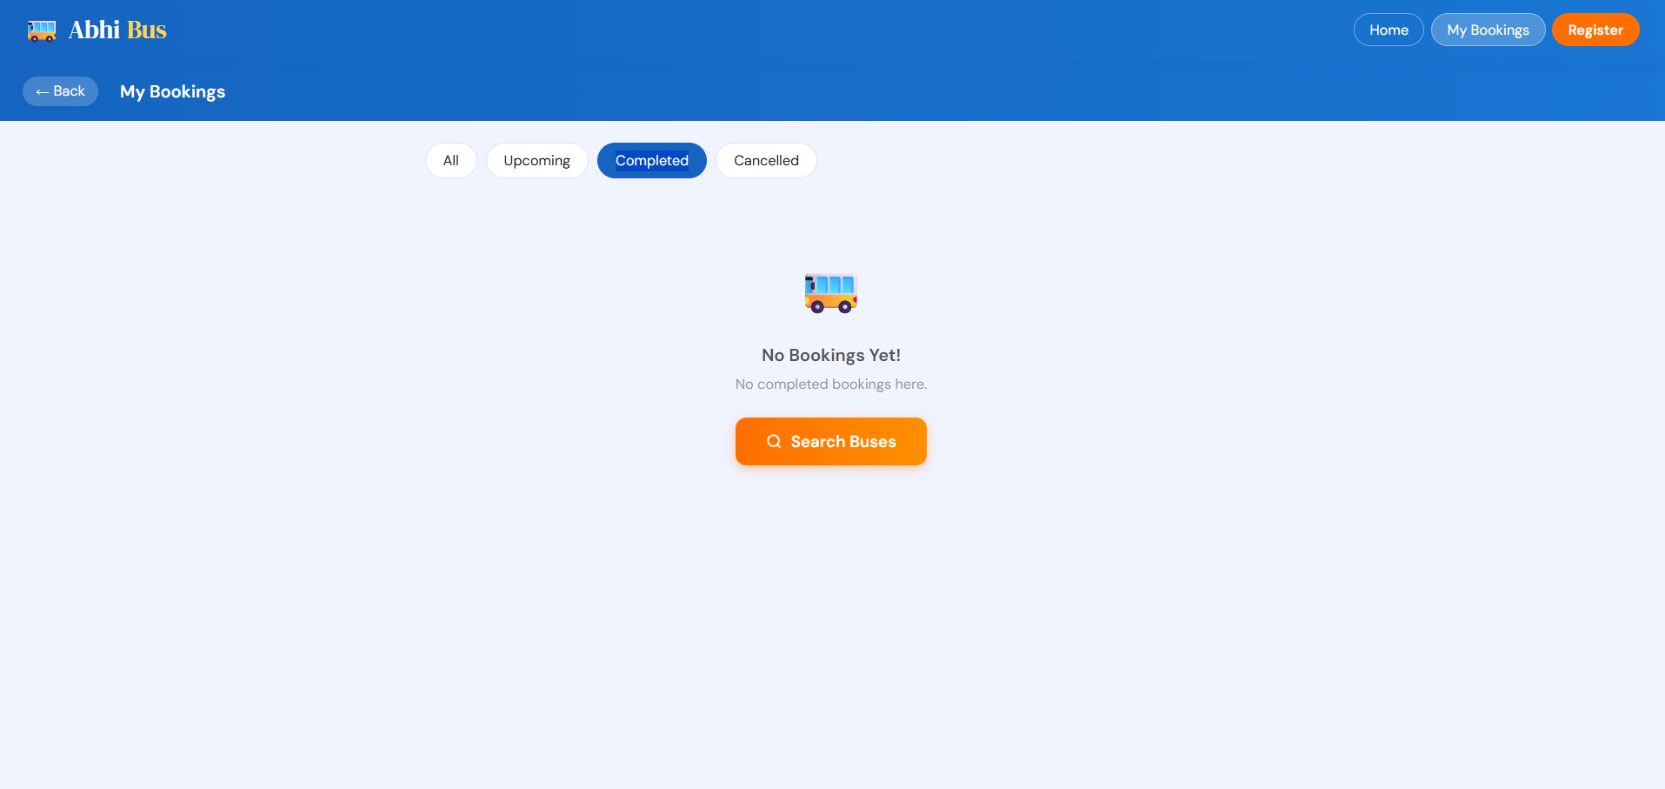 Abhi Bus
Home
My Bookings
Register
← Back
My Bookings
All
Upcoming
Completed
Cancelled
No Bookings Yet!
No completed bookings here.
Search Buses